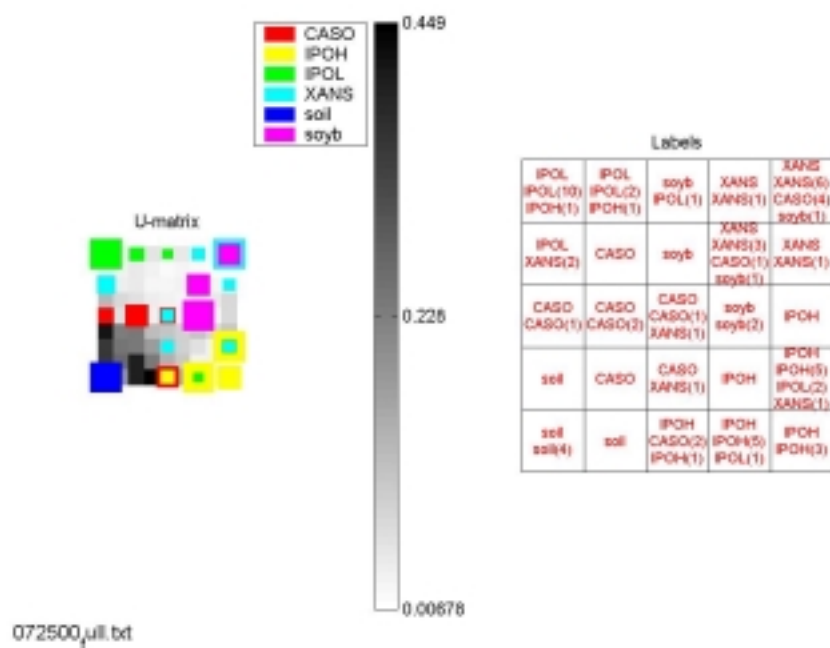 CASO
IPOH
IPOL
XANS
soil
soyb
0.449
0.228
0.00678
U-matrix
Labels
IPOL
IPOL(10)
IPOH(1)
IPOL
IPOL(2)
IPOH(1)
soyb
IPOL(1)
XANS
XANS(1)
XANS
XANS(6)
CASO(4)
soyb(1)
IPOL
XANS(2)
CASO
soyb
XANS
XANS(3)
CASO(1)
soyb(1)
XANS
XANS(1)
CASO
CASO(1)
CASO
CASO(2)
CASO
CASO(1)
XANS(1)
soyb
soyb(2)
IPOH
soil
CASO
CASO
XANS(1)
IPOH
IPOH
IPOH(5)
IPOL(2)
XANS(1)
soil
soil(4)
soil
IPOH
CASO(2)
IPOH(1)
IPOH
IPOH(5)
IPOL(1)
IPOH
IPOH(3)
072500full.txt